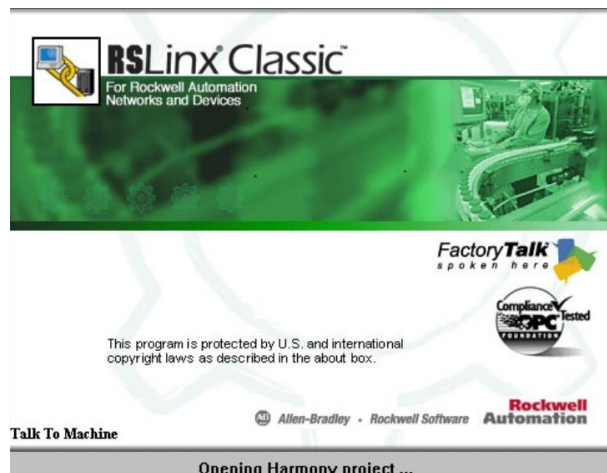 RSLinx® Classic™
For Rockwell Automation
Networks and Devices
FactoryTalk
spoken here
Compliance Tested
OPC
FOUNDATION
This program is protected by U.S. and international
copyright laws as described in the about box.
AB Allen-Bradley · Rockwell Software
Rockwell
Automation
Talk To Machine
Opening Harmony project ...